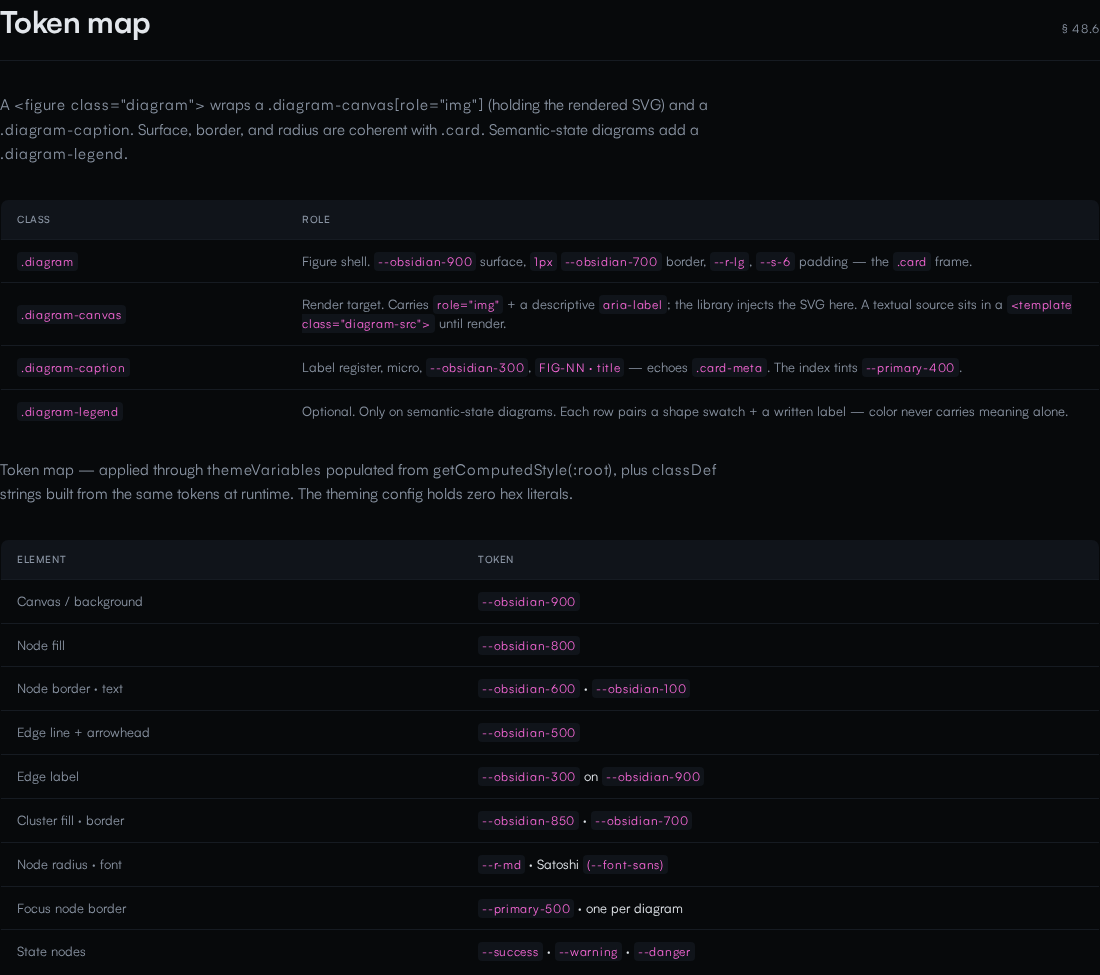 Token map
§ 48.6
A <figure class="diagram"> wraps a .diagram-canvas[role="img"] (holding the rendered SVG) and a
.diagram-caption. Surface, border, and radius are coherent with .card. Semantic-state diagrams add a
.diagram-legend.
CLASS ROLE
.diagram Figure shell. --obsidian-900 surface, 1px --obsidian-700 border, --r-lg, --s-6 padding — the .card frame.
.diagram-canvas Render target. Carries role="img" + a descriptive aria-label; the library injects the SVG here. A textual source sits in a <template
class="diagram-src"> until render.
.diagram-caption Label register, micro, --obsidian-300, FIG-NN · title — echoes .card-meta. The index tints --primary-400.
.diagram-legend Optional. Only on semantic-state diagrams. Each row pairs a shape swatch + a written label — color never carries meaning alone.
Token map — applied through themeVariables populated from getComputedStyle(:root), plus classDef
strings built from the same tokens at runtime. The theming config holds zero hex literals.
ELEMENT TOKEN
Canvas / background --obsidian-900
Node fill --obsidian-800
Node border · text --obsidian-600 · --obsidian-100
Edge line + arrowhead --obsidian-500
Edge label --obsidian-300 on --obsidian-900
Cluster fill · border --obsidian-850 · --obsidian-700
Node radius · font --r-md · Satoshi (--font-sans)
Focus node border --primary-500 · one per diagram
State nodes --success · --warning · --danger